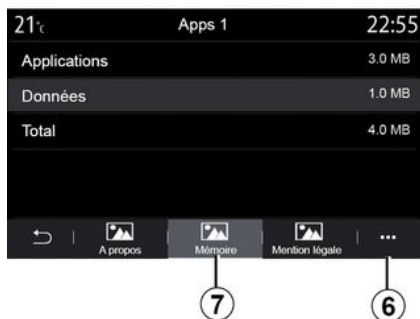 21°c Apps 1 22:55
Applications 3.0 MB
Données 1.0 MB
Total 4.0 MB
A propos Mémoire Mention légale ...
7 6